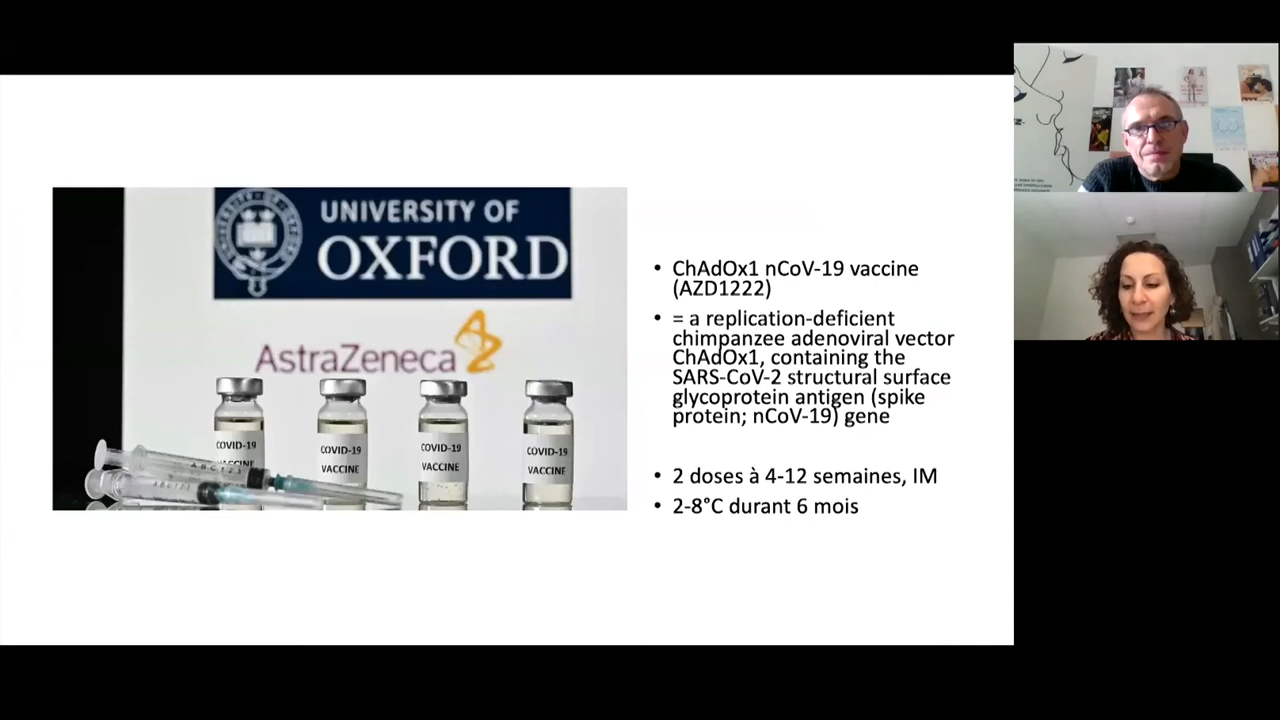 UNIVERSITY OF
OXFORD
AstraZeneca
COVID-19
VACCINE
COVID-19
VACCINE
COVID-19
VACCINE
COVID-19
VACCINE
ABC123
ABC123
• ChAdOx1 nCoV-19 vaccine
(AZD1222)
• = a replication-deficient
chimpanzee adenoviral vector
ChAdOx1, containing the
SARS-CoV-2 structural surface
glycoprotein antigen (spike
protein; nCoV-19) gene
• 2 doses à 4-12 semaines, IM
• 2-8°C durant 6 mois